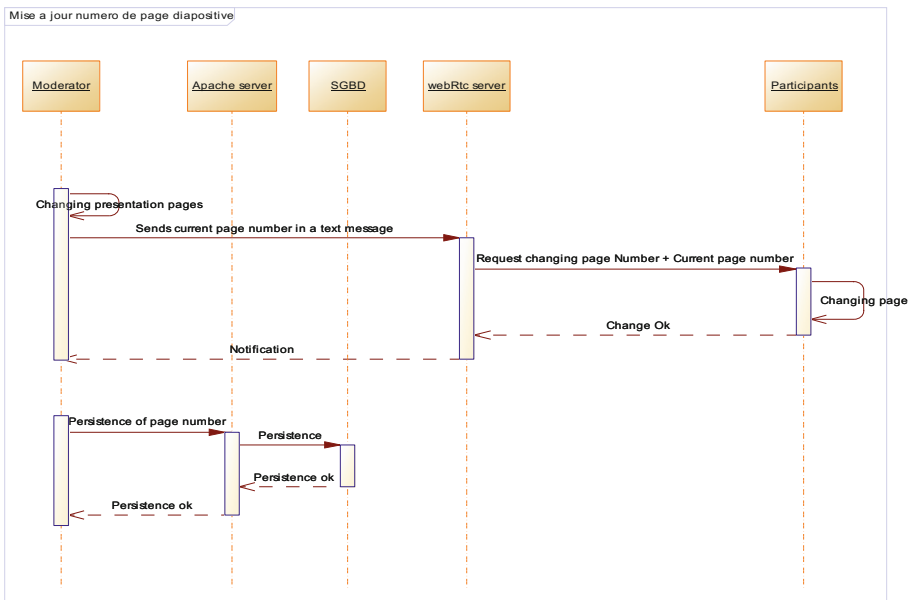 Mise a jour numero de page diapositive
Moderator
Apache server
SGBD
webRtc server
Participants
Changing presentation pages
Sends current page number in a text message
Request changing page Number + Current page number
Changing page
Change Ok
Notification
Persistence of page number
Persistence
Persistence ok
Persistence ok